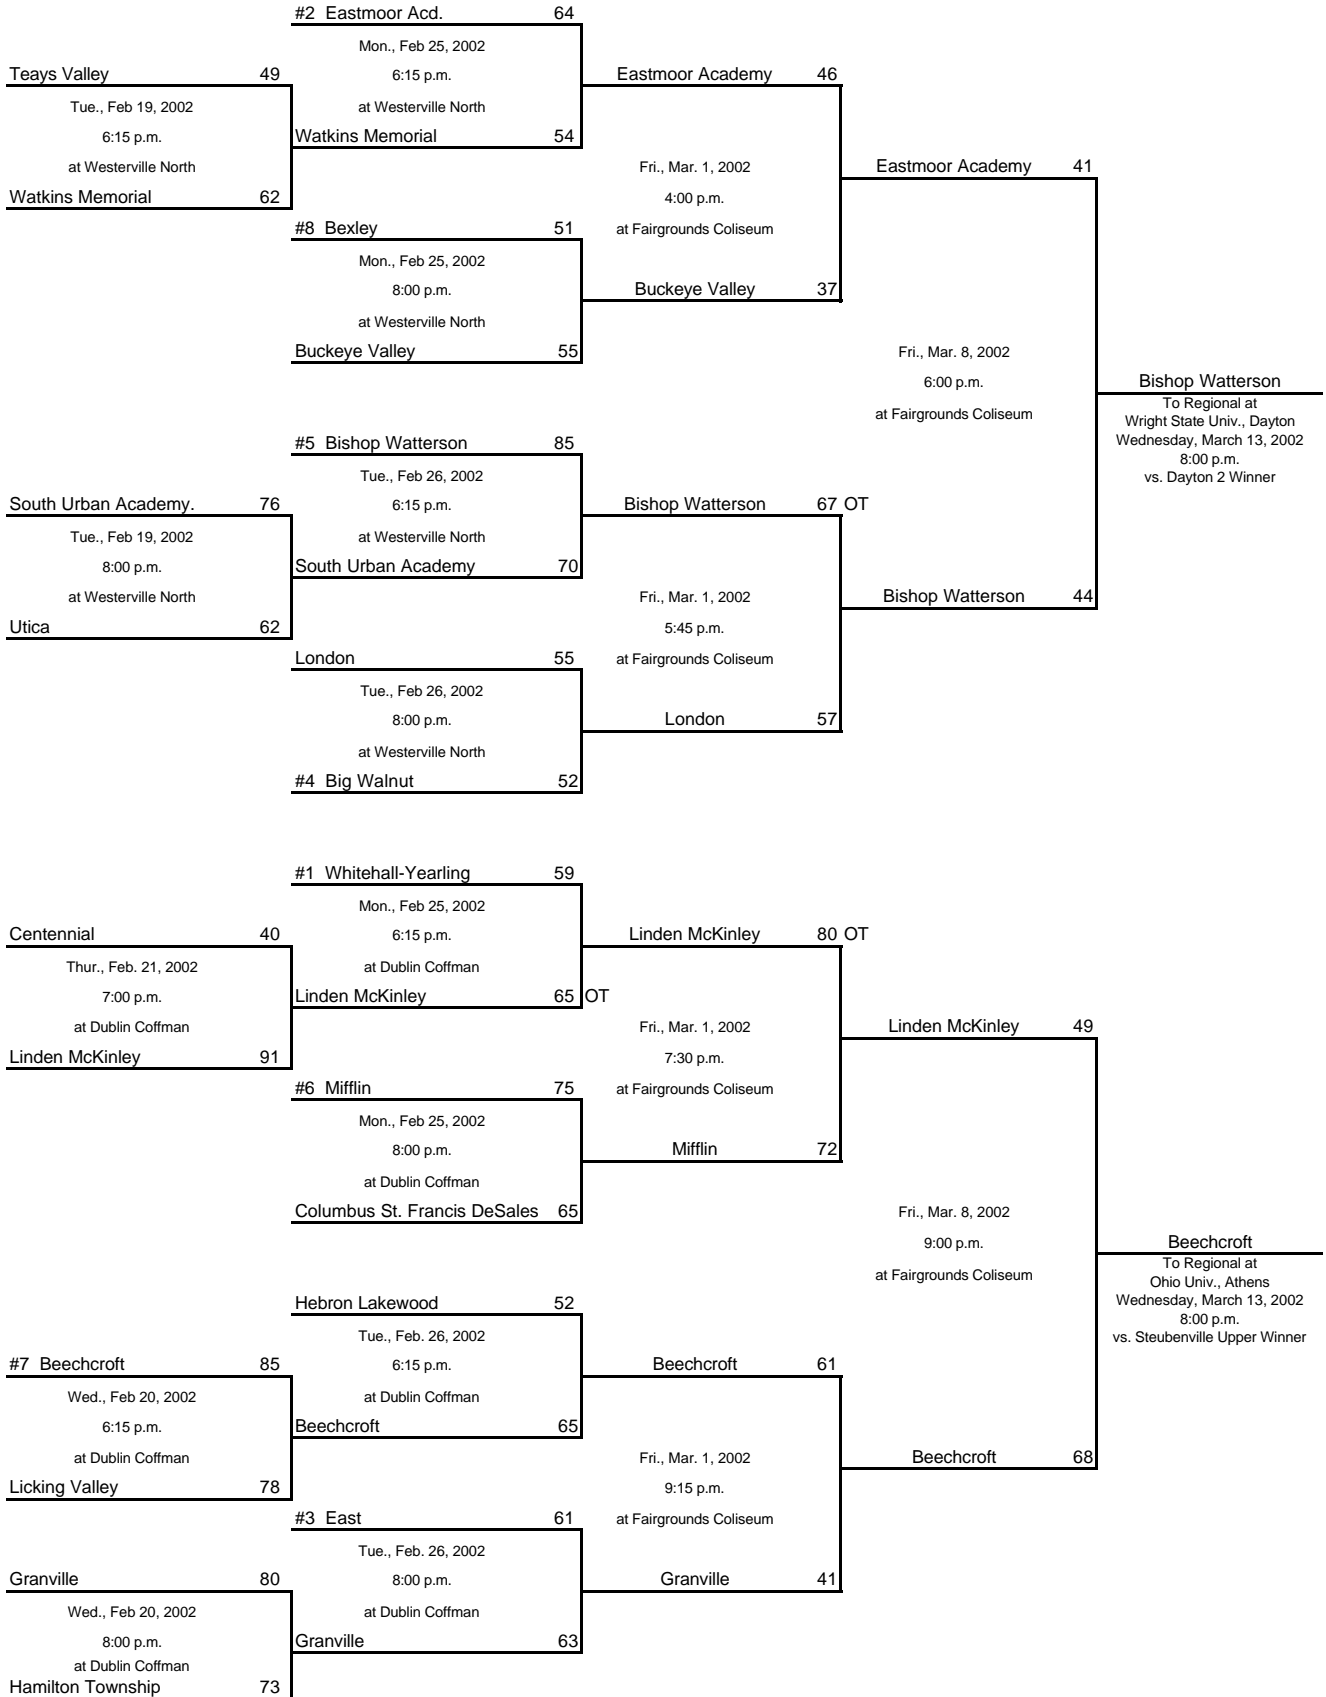 #2 Eastmoor Acd. 64
Mon., Feb 25, 2002
Teays Valley 49
6:15 p.m.
Eastmoor Academy 46
Tue., Feb 19, 2002
at Westerville North
6:15 p.m.
Watkins Memorial 54
at Westerville North
Fri., Mar. 1, 2002
Eastmoor Academy 41
Watkins Memorial 62
4:00 p.m.
#8 Bexley 51
at Fairgrounds Coliseum
Mon., Feb 25, 2002
8:00 p.m.
Buckeye Valley 37
at Westerville North
Buckeye Valley 55
Fri., Mar. 8, 2002
6:00 p.m.
Bishop Watterson
at Fairgrounds Coliseum
To Regional at
Wright State Univ., Dayton
Wednesday, March 13, 2002
8:00 p.m.
vs. Dayton 2 Winner
#5 Bishop Watterson 85
Tue., Feb 26, 2002
South Urban Academy. 76
6:15 p.m.
Bishop Watterson 67 OT
Tue., Feb 19, 2002
at Westerville North
8:00 p.m.
South Urban Academy 70
at Westerville North
Fri., Mar. 1, 2002
Bishop Watterson 44
Utica 62
5:45 p.m.
London 55
at Fairgrounds Coliseum
Tue., Feb 26, 2002
8:00 p.m.
London 57
at Westerville North
#4 Big Walnut 52
#1 Whitehall-Yearling 59
Mon., Feb 25, 2002
Centennial 40
6:15 p.m.
Linden McKinley 80 OT
Thur., Feb. 21, 2002
at Dublin Coffman
7:00 p.m.
Linden McKinley 65 OT
at Dublin Coffman
Fri., Mar. 1, 2002
Linden McKinley 49
Linden McKinley 91
7:30 p.m.
#6 Mifflin 75
at Fairgrounds Coliseum
Mon., Feb 25, 2002
8:00 p.m.
Mifflin 72
at Dublin Coffman
Columbus St. Francis DeSales 65
Fri., Mar. 8, 2002
9:00 p.m.
Beechcroft
at Fairgrounds Coliseum
To Regional at
Ohio Univ., Athens
Wednesday, March 13, 2002
8:00 p.m.
vs. Steubenville Upper Winner
Hebron Lakewood 52
Tue., Feb. 26, 2002
#7 Beechcroft 85
6:15 p.m.
Beechcroft 61
Wed., Feb 20, 2002
at Dublin Coffman
6:15 p.m.
Beechcroft 65
at Dublin Coffman
Fri., Mar. 1, 2002
Beechcroft 68
Licking Valley 78
9:15 p.m.
#3 East 61
at Fairgrounds Coliseum
Tue., Feb. 26, 2002
Granville 80
8:00 p.m.
Granville 41
Wed., Feb 20, 2002
at Dublin Coffman
8:00 p.m.
Granville 63
at Dublin Coffman
Hamilton Township 73